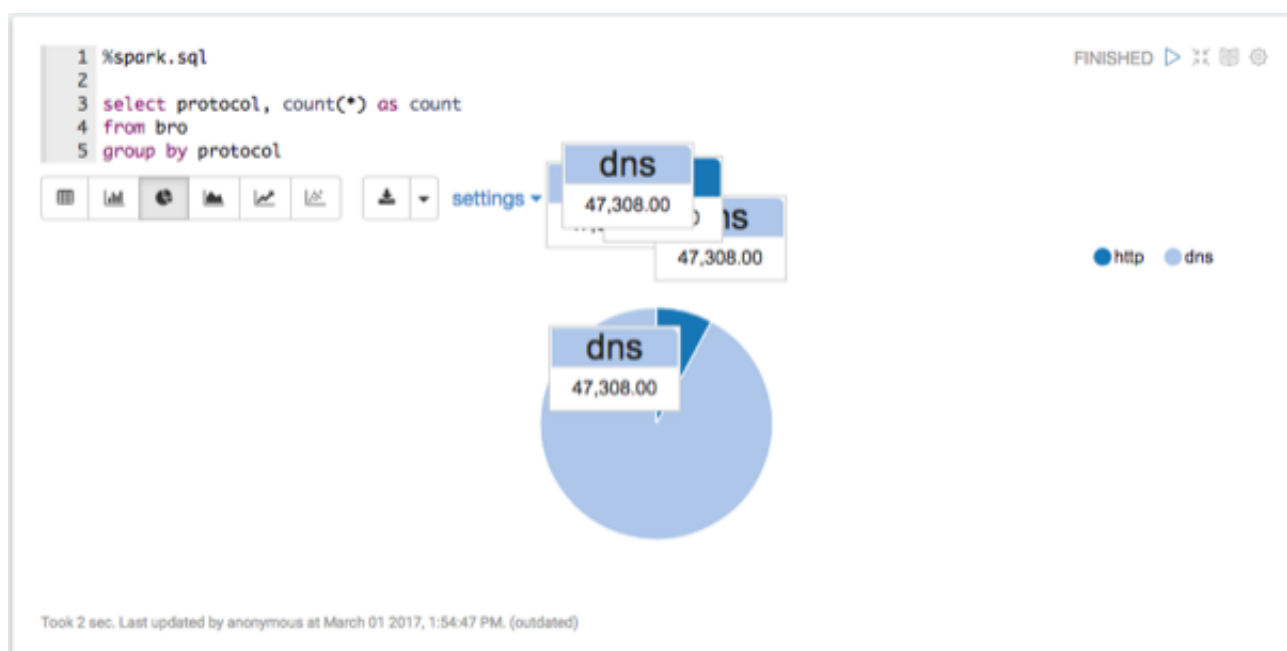 1 %spark.sql
2
3 select protocol, count(*) as count
4 from bro
5 group by protocol
FINISHED
settings
dns
47,308.00
47,308.00
http dns
dns
47,308.00
Took 2 sec. Last updated by anonymous at March 01 2017, 1:54:47 PM. (outdated)